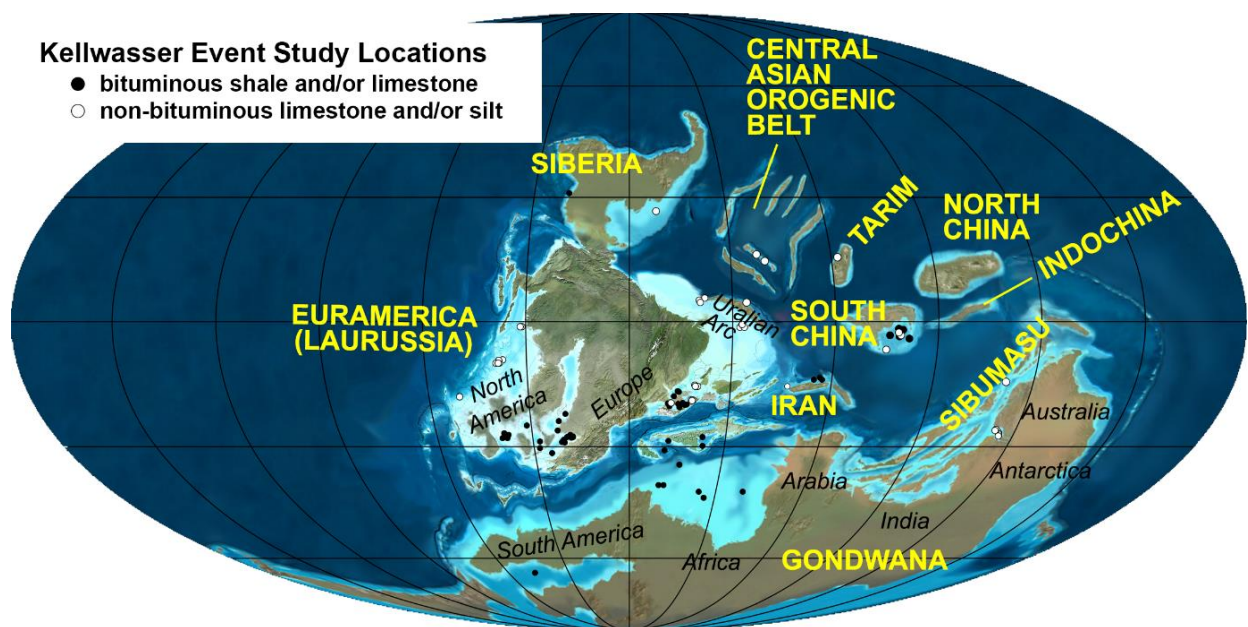 Kellwasser Event Study Locations
bituminous shale and/or limestone
non-bituminous limestone and/or silt
CENTRAL
ASIAN
OROGENIC
BELT
SIBERIA
TARIM
NORTH
CHINA
INDOCHINA
EURAMERICA
(LAURUSSIA)
Uralian
Arc
SOUTH
CHINA
North
America
Europe
IRAN
SIBUMASU
Australia
Arabia
Antarctica
India
South America
Africa
GONDWANA